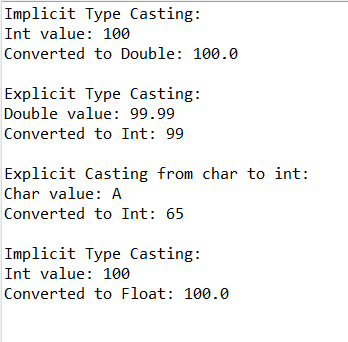 Implicit Type Casting:
Int value: 100
Converted to Double: 100.0
Explicit Type Casting:
Double value: 99.99
Converted to Int: 99
Explicit Casting from char to int:
Char value: A
Converted to Int: 65
Implicit Type Casting:
Int value: 100
Converted to Float: 100.0